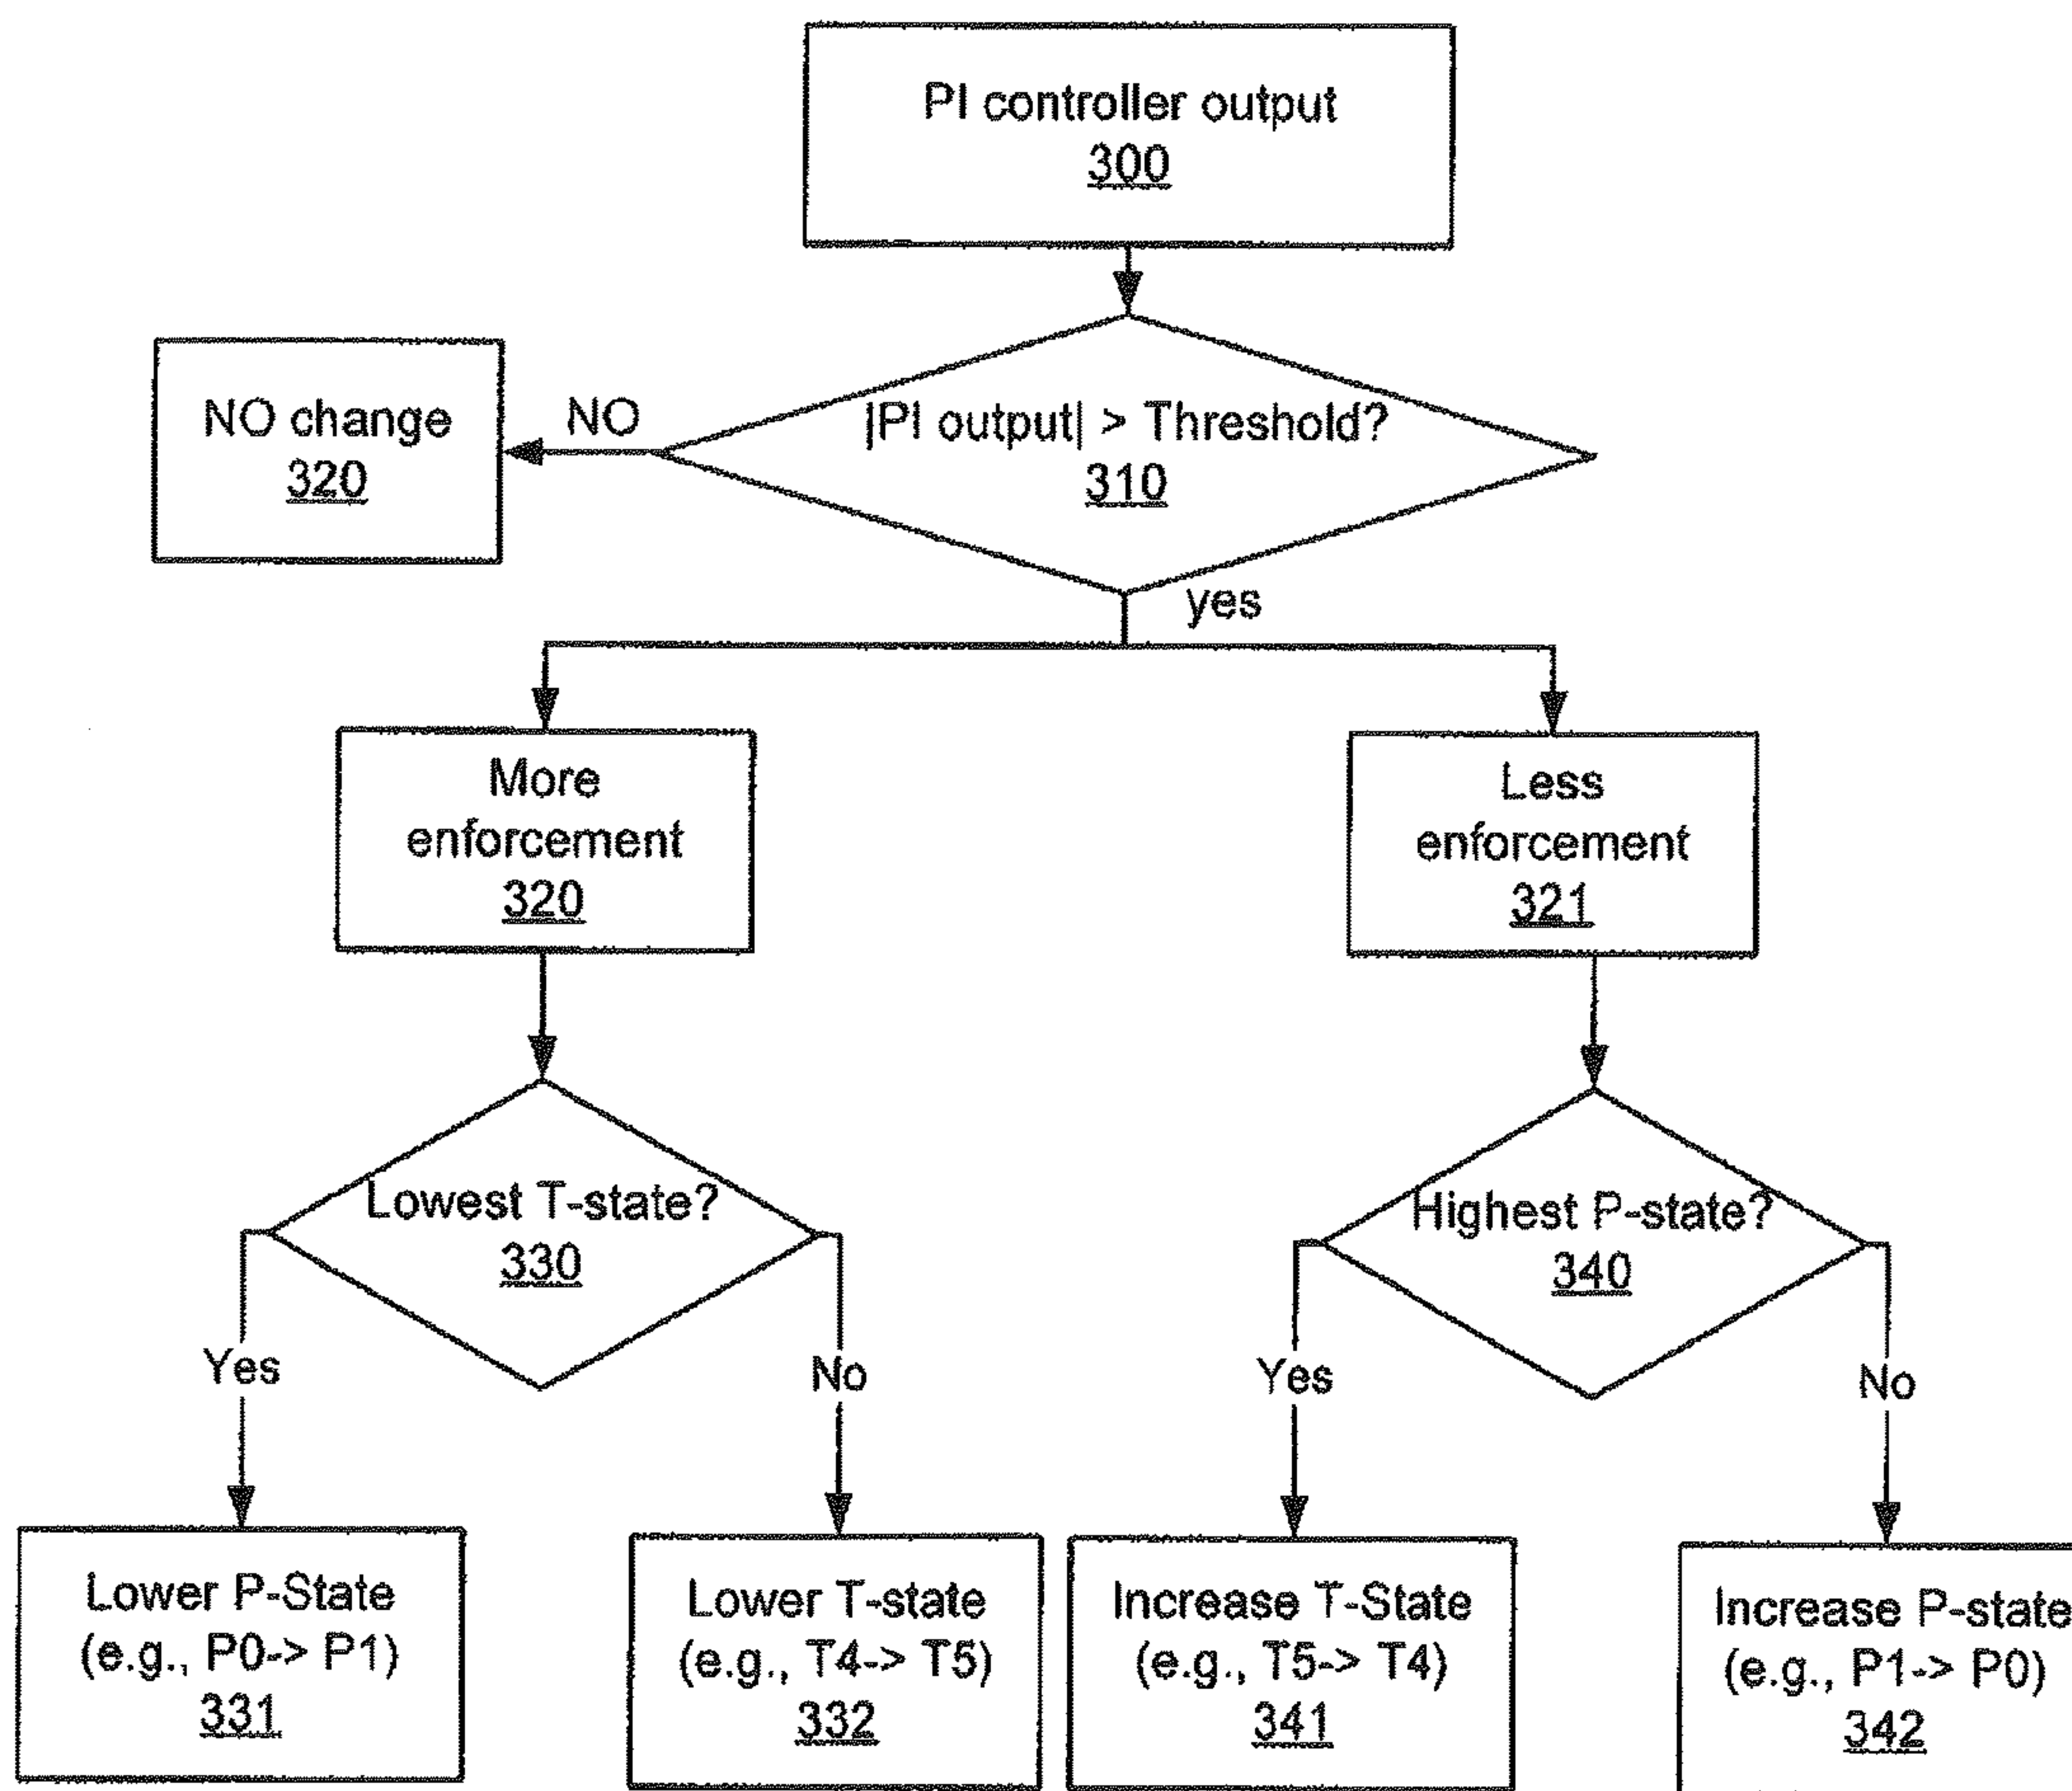 PI controller output
300
|PI output| > Threshold?
310
NO
NO change
320
yes
More
enforcement
320
Less
enforcement
321
Lowest T-state?
330
Highest P-state?
340
Yes
No
Yes
No
Lower P-State
(e.g., P0-> P1)
331
Lower T-state
(e.g., T4-> T5)
332
Increase T-State
(e.g., T5-> T4)
341
Increase P-state
(e.g., P1-> P0)
342